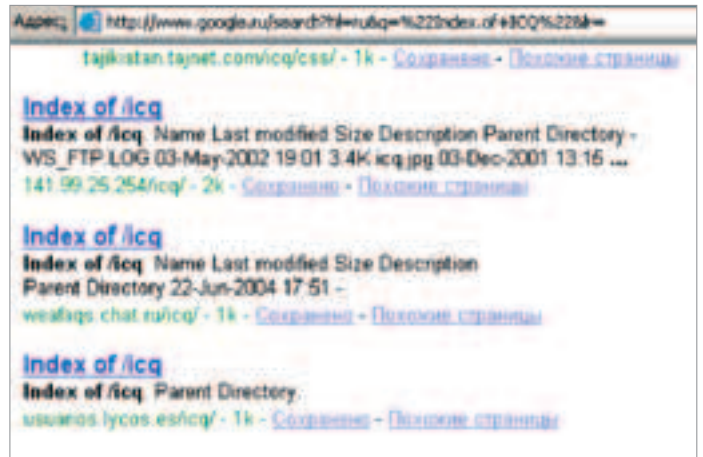 Адрес: http://www.google.ru/search?hl=ru&q=%22Index.of+ICQ%22&lr=
tajikistan.tajnet.com/icq/css/ - 1k - Сохранено - Похожие страницы
Index of /icq
Index of /icq Name Last modified Size Description Parent Directory -
WS_FTP.LOG 03-May-2002 19:01 3.4K icq.jpg 03-Dec-2001 13:15 ...
141.99.25.254/icq/ - 2k - Сохранено - Похожие страницы
Index of /icq
Index of /icq Name Last modified Size Description
Parent Directory 22-Jun-2004 17:51 -
weafaqs.chat.ru/icq/ - 1k - Сохранено - Похожие страницы
Index of /icq
Index of /icq Parent Directory.
usuarios.lycos.es/icq/ - 1k - Сохранено - Похожие страницы